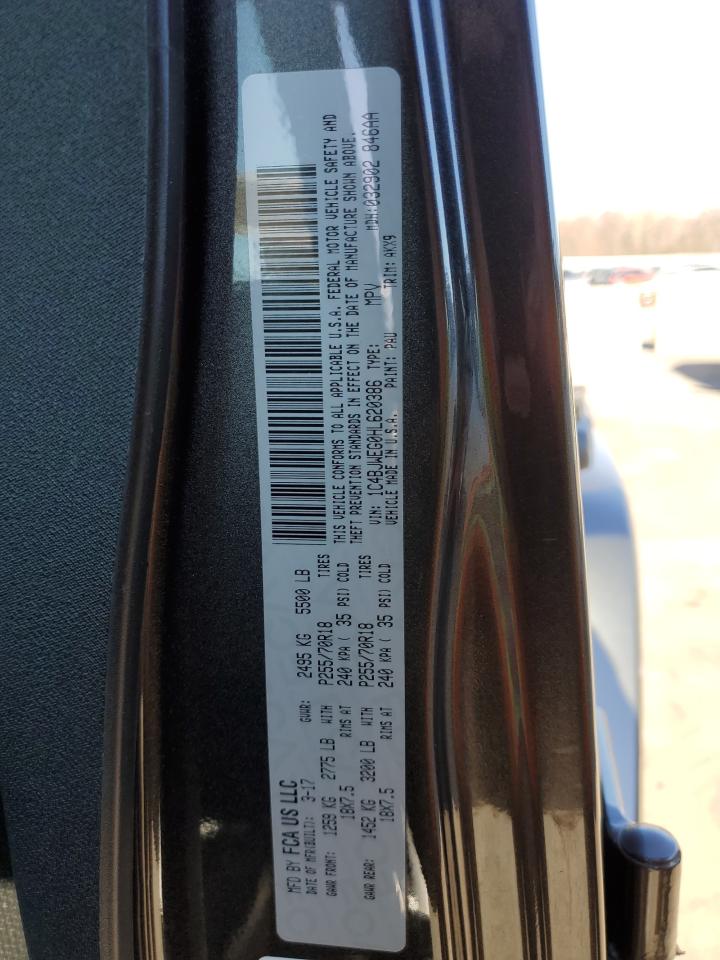 MFD BY FCA US LLC
DATE OF MFR(BUILT): 3-17 GVWR: 2495 KG 5500 LB
GAWR FRONT: 1259 KG 2775 LB WITH P255/70R18 TIRES
18X7.5 RIMS AT 240 KPA ( 35 PSI) COLD
GAWR REAR: 1452 KG 3200 LB WITH P255/70R18 TIRES
18X7.5 RIMS AT 240 KPA ( 35 PSI) COLD
THIS VEHICLE CONFORMS TO ALL APPLICABLE U.S.A. FEDERAL MOTOR VEHICLE SAFETY AND
THEFT PREVENTION STANDARDS IN EFFECT ON THE DATE OF MANUFACTURE SHOWN ABOVE.
VIN: 1C4BJWEG0HL620386 TYPE: MPV MDH:032902 846AA
VEHICLE MADE IN U.S.A. PAINT: PAU TRIM: AKX9